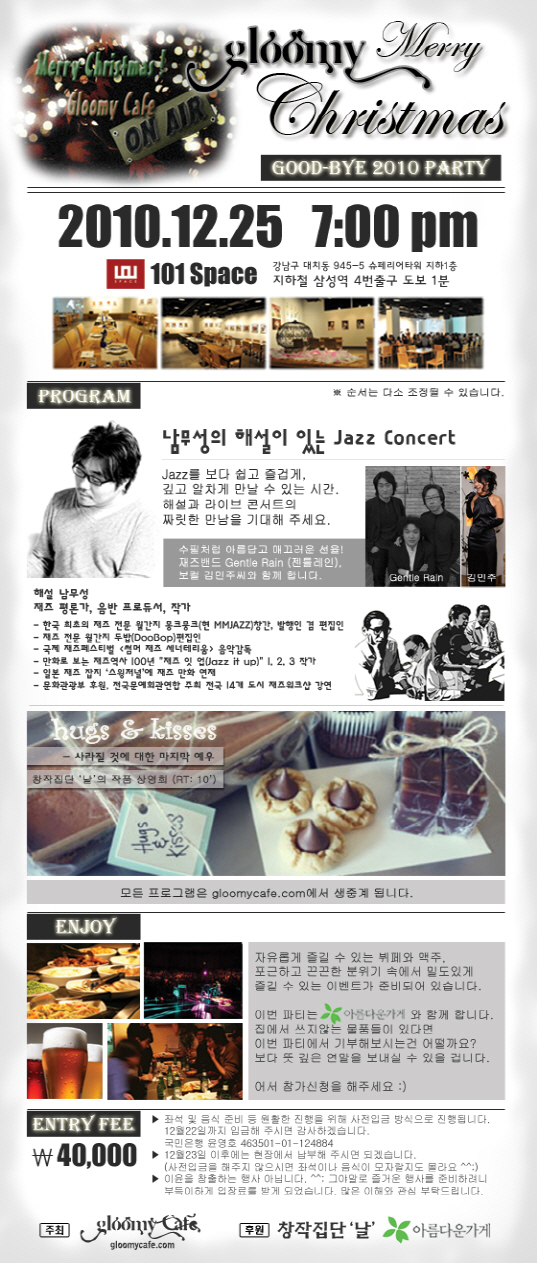 Merry Christmas !
Gloomy Cafe
ON AIR
gloomy Merry
Christmas
GOOD-BYE 2010 PARTY
2010.12.25 7:00 pm
SPACE
101 Space
강남구 대치동 945-5 슈페리어타워 지하1층
지하철 삼성역 4번출구 도보 1분
PROGRAM
※ 순서는 다소 조정될 수 있습니다.
남무성의 해설이 있는 Jazz Concert
Jazz를 보다 쉽고 즐겁게,
깊고 알차게 만날 수 있는 시간.
해설과 라이브 콘서트의
짜릿한 만남을 기대해 주세요.
수필처럼 아름답고 매끄러운 선율!
재즈밴드 Gentle Rain (젠틀레인),
보컬 김민주씨와 함께 합니다.
Gentle Rain
김민주
해설 남무성
재즈 평론가, 음반 프로듀서, 작가
- 한국 최초의 재즈 전문 월간지 몽크몽크(현 MMJAZZ)창간, 발행인 겸 편집인
- 재즈 전문 월간지 두밥(DooBop)편집인
- 국제 재즈페스티벌 <썸머 재즈 세너테리움> 음악감독
- 만화로 보는 재즈역사 100년 "재즈 잇 업(Jazz it up)" 1, 2, 3 작가
- 일본 재즈 잡지 '스윙저널'에 재즈 만화 연재
- 문화관광부 후원, 전국문예회관연합 주최 전국 14개 도시 재즈워크샵 강연
hugs & kisses
- 사라질 것에 대한 마지막 예우
창작집단 '날'의 작품 상영회 (RT: 10')
Hugs
&
Kisses
모든 프로그램은 gloomycafe.com에서 생중계 됩니다.
ENJOY
자유롭게 즐길 수 있는 뷔페와 맥주,
포근하고 끈끈한 분위기 속에서 밀도있게
즐길 수 있는 이벤트가 준비되어 있습니다.
이번 파티는 아름다운가게 와 함께 합니다.
집에서 쓰지않는 물품들이 있다면
이번 파티에서 기부해보시는건 어떨까요?
보다 뜻 깊은 연말을 보내실 수 있을 겁니다.
어서 참가신청을 해주세요 :)
ENTRY FEE
₩ 40,000
▶ 좌석 및 음식 준비 등 원활한 진행을 위해 사전입금 방식으로 진행됩니다.
12월22일까지 입금해 주시면 감사하겠습니다.
국민은행 윤영호 463501-01-124884
▶ 12월23일 이후에는 현장에서 납부해 주시면 되겠습니다.
(사전입금을 해주지 않으시면 좌석이나 음식이 모자랄지도 몰라요 ^^;)
▶ 이윤을 창출하는 행사 아닙니다. ^^; 그야말로 즐거운 행사를 준비하려니
부득이하게 입장료를 받게 되었습니다. 많은 이해와 관심 부탁드립니다.
주최 gloomy Cafe
gloomycafe.com
후원 창작집단 '날' 아름다운가게